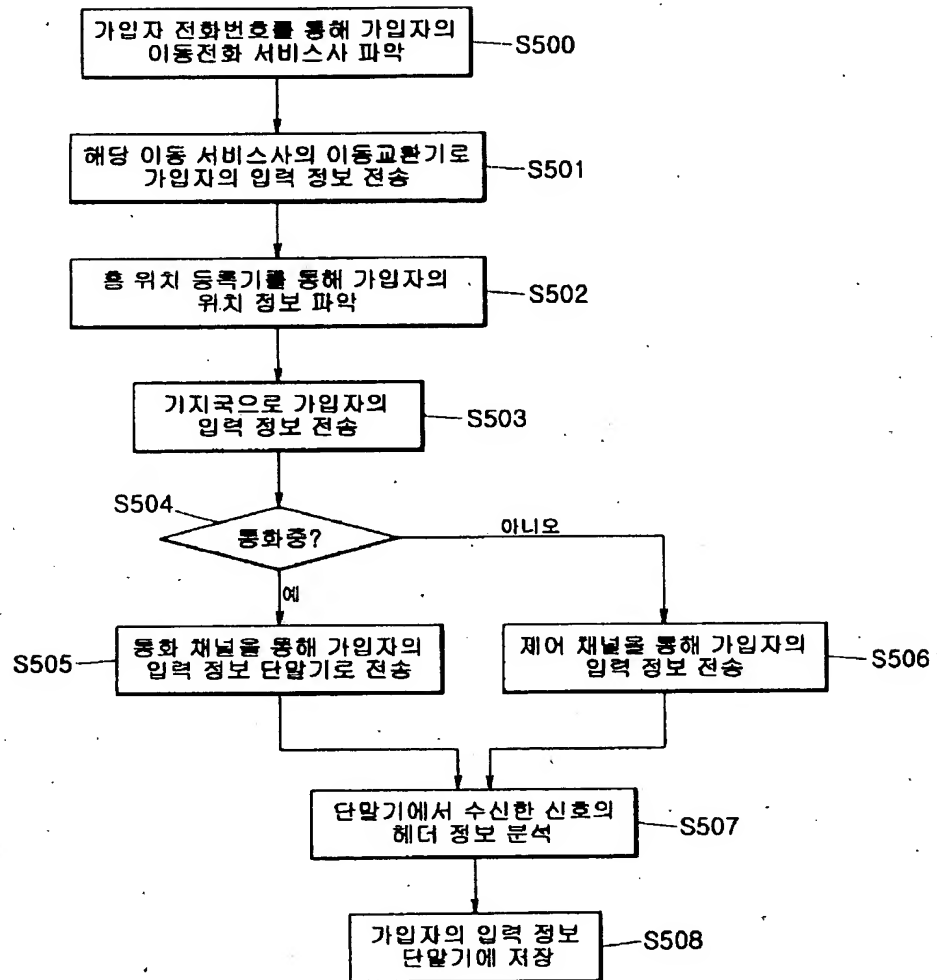 가입자 전화번호를 통해 가입자의
이동전화 서비스사 파악
S500
해당 이동 서비스사의 이동교환기로
가입자의 입력 정보 전송
S501
홈 위치 등록기를 통해 가입자의
위치 정보 파악
S502
기지국으로 가입자의
입력 정보 전송
S503
S504
통화중?
아니오
예
통화 채널을 통해 가입자의
입력 정보 단말기로 전송
S505
제어 채널을 통해 가입자의
입력 정보 전송
S506
단말기에서 수신한 신호의
헤더 정보 분석
S507
가입자의 입력 정보
단말기에 저장
S508